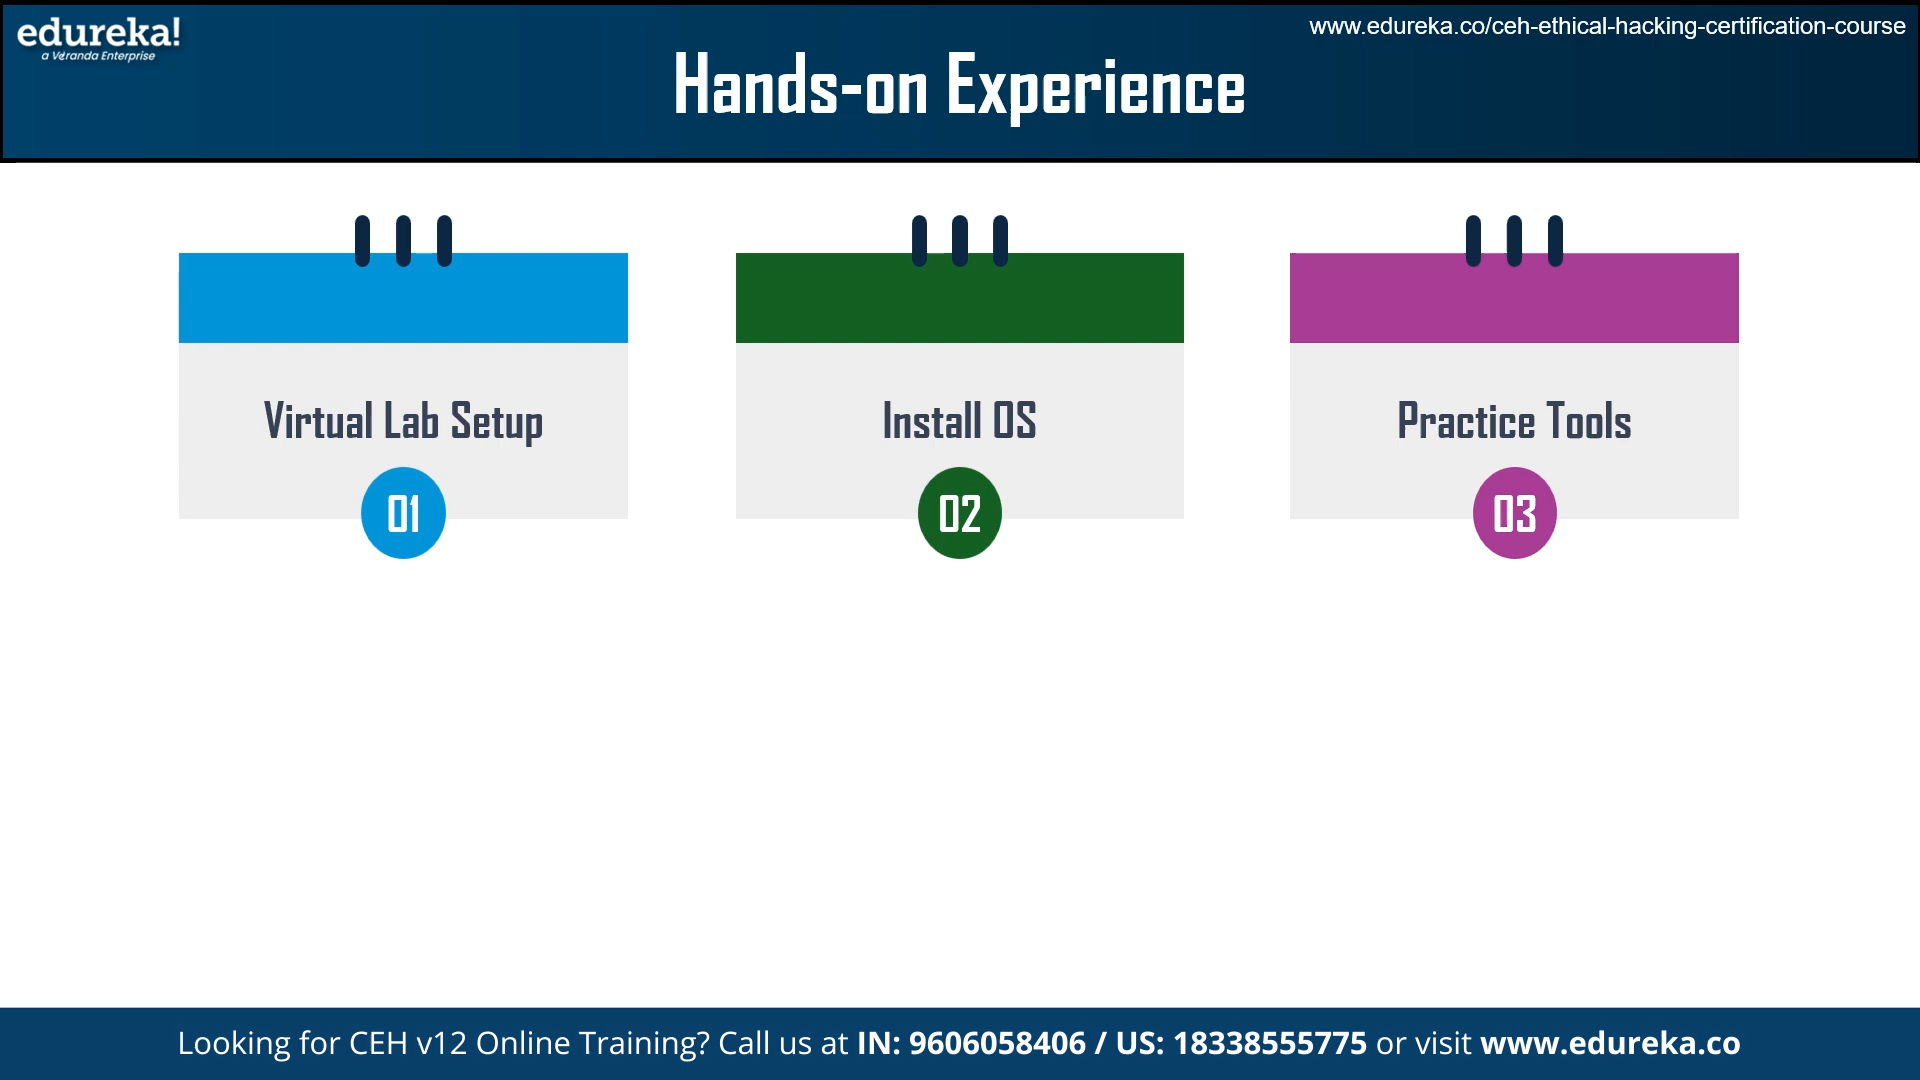 edureka!
a Veranda Enterprise
www.edureka.co/ceh-ethical-hacking-certification-course
Hands-on Experience
Virtual Lab Setup
01
Install OS
02
Practice Tools
03
Looking for CEH v12 Online Training? Call us at IN: 9606058406 / US: 18338555775 or visit www.edureka.co